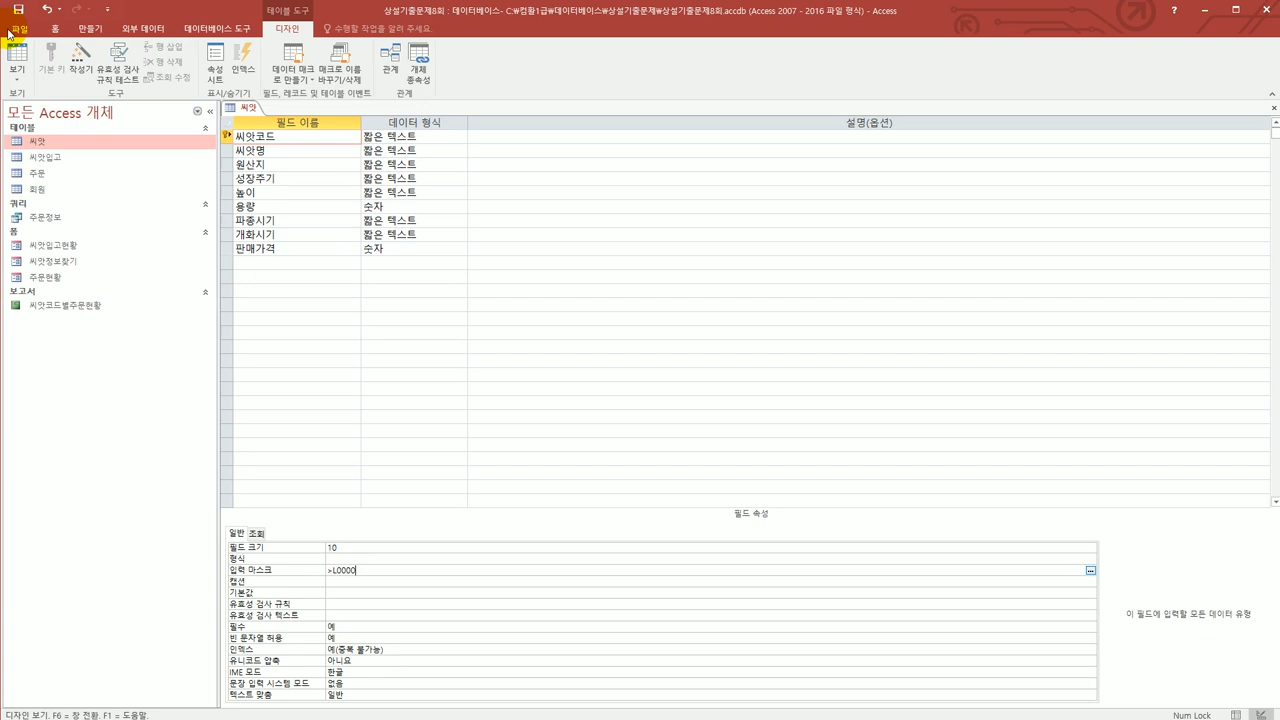 테이블 도구
상설기출문제8회 : 데이터베이스- C:₩컴활1급₩데이터베이스₩상설기출문제₩상설기출문제8회.accdb (Access 2007 - 2016 파일 형식) - Access
파일 홈 만들기 외부 데이터 데이터베이스 도구 디자인 수행할 작업을 알려 주세요.
보기 기본 키 작성기 유효성 검사 규칙 테스트 행 삽입 행 삭제 조회 수정 속성 시트 인덱스 데이터 매크로 만들기 매크로 이름 바꾸기/삭제 관계 개체 종속성
보기 도구 표시/숨기기 필드, 레코드 및 테이블 이벤트 관계
모든 Access 개체
테이블
씨앗
씨앗입고
주문
회원
쿼리
주문정보
폼
씨앗입고현황
씨앗정보찾기
주문현황
보고서
씨앗코드별주문현황
씨앗
필드 이름 데이터 형식 설명(옵션)
씨앗코드 짧은 텍스트
씨앗명 짧은 텍스트
원산지 짧은 텍스트
성장주기 짧은 텍스트
높이 짧은 텍스트
용량 숫자
파종시기 짧은 텍스트
개화시기 짧은 텍스트
판매가격 숫자
필드 속성
일반 조회
필드 크기 10
형식
입력 마스크 >L0000
캡션
기본값
유효성 검사 규칙
유효성 검사 텍스트
필수 예
빈 문자열 허용 예
인덱스 예(중복 불가능)
유니코드 압축 아니요
IME 모드 한글
문장 입력 시스템 모드 없음
텍스트 맞춤 일반
이 필드에 입력할 모든 데이터 유형
디자인 보기. F6 = 창 전환. F1 = 도움말.
Num Lock